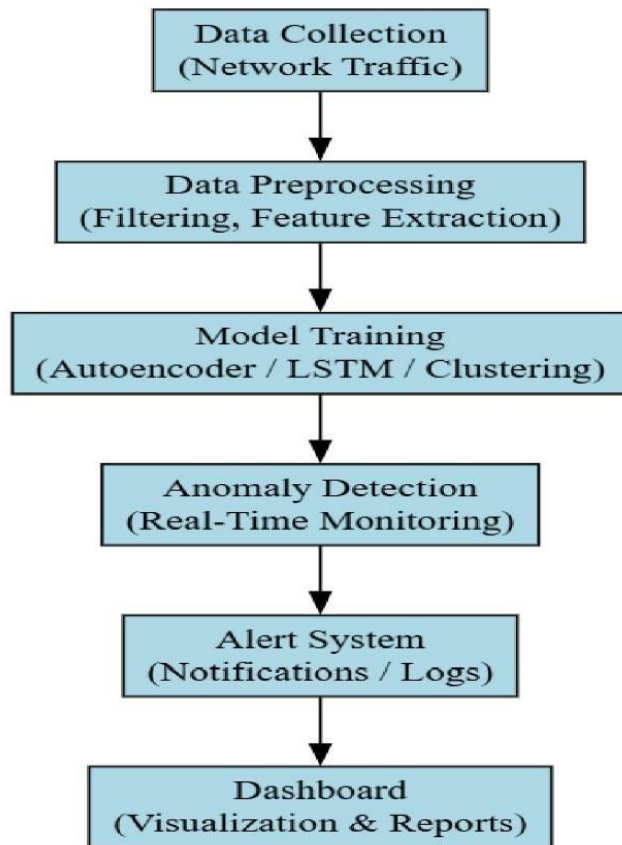 Data Collection
(Network Traffic)
Data Preprocessing
(Filtering, Feature Extraction)
Model Training
(Autoencoder / LSTM / Clustering)
Anomaly Detection
(Real-Time Monitoring)
Alert System
(Notifications / Logs)
Dashboard
(Visualization & Reports)